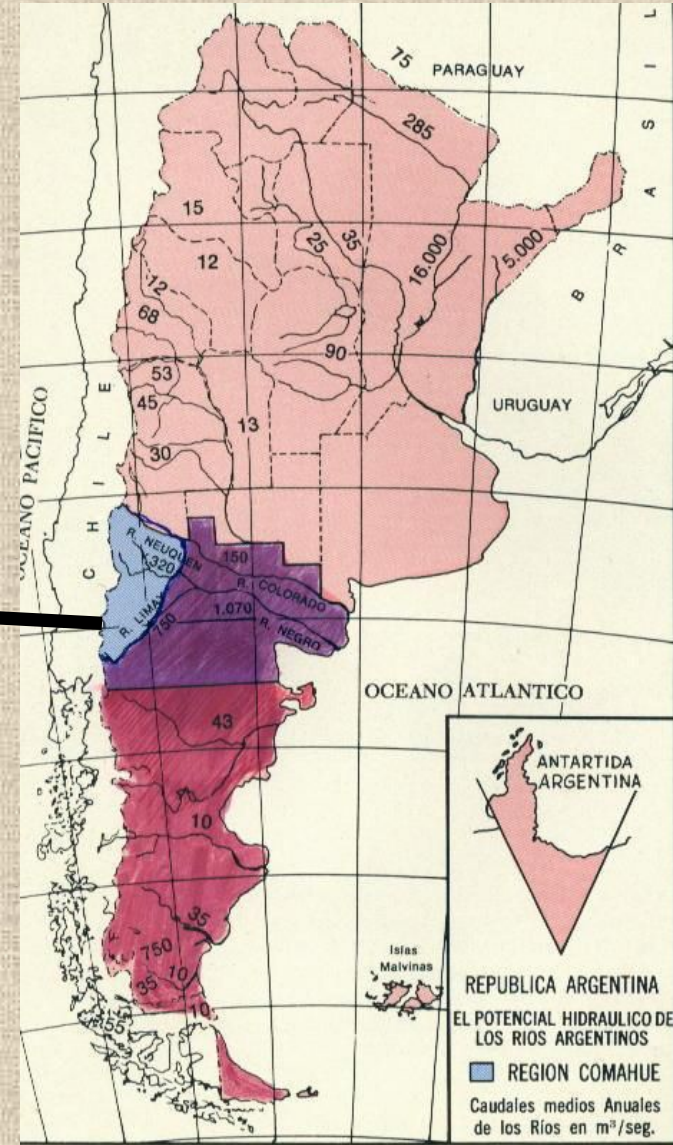 75
PARAGUAY
285
BRASIL
15
12
25
35
16.000
5.000
12
68
90
53
45
13
30
URUGUAY
OCEANO PACIFICO
CHILE
R. NEUQUEN
320
150
R. COLORADO
R. LIMAY
750
1.070
R. NEGRO
OCEANO ATLANTICO
43
10
35
750
35
10
10
55
Islas
Malvinas
ANTARTIDA
ARGENTINA
REPUBLICA ARGENTINA
EL POTENCIAL HIDRAULICO DE
LOS RIOS ARGENTINOS
REGION COMAHUE
Caudales medios Anuales
de los Ríos en m³/seg.